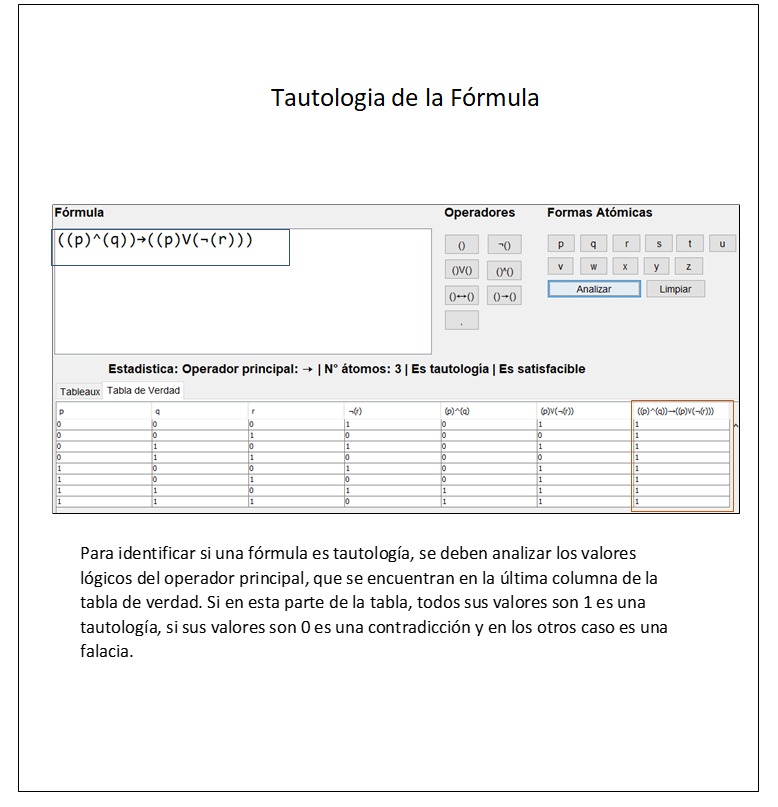 Tautologia de la Fórmula
Fórmula
Operadores
Formas Atómicas
((p)^(q))→((p)V(¬(r)))
() ¬()
()V() ()^()
()↔() ()→()
,
p q r s t u
v w x y z
Analizar Limpiar
Estadistica: Operador principal: → | N° átomos: 3 | Es tautología | Es satisfacible
Tableaux Tabla de Verdad
p q r ¬(r) (p)^(q) (p)V(¬(r)) ((p)^(q))→((p)V(¬(r)))
0 0 0 1 0 1 1
0 0 1 0 0 0 1
0 1 0 1 0 1 1
0 1 1 0 0 0 1
1 0 0 1 0 1 1
1 0 1 0 0 1 1
1 1 0 1 1 1 1
1 1 1 0 1 1 1
Para identificar si una fórmula es tautología, se deben analizar los valores
lógicos del operador principal, que se encuentran en la última columna de la
tabla de verdad. Si en esta parte de la tabla, todos sus valores son 1 es una
tautología, si sus valores son 0 es una contradicción y en los otros caso es una
falacia.